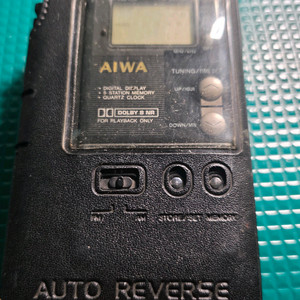 AIWA
TUNING/TIME
• DIGITAL DISPLAY
• 5 STATION MEMORY
• QUARTZ CLOCK
UP/HR
DOLBY B NR
FOR PLAYBACK ONLY
DOWN/MIN
FM AM STORE/SET MEMORY
AUTO REVERSE